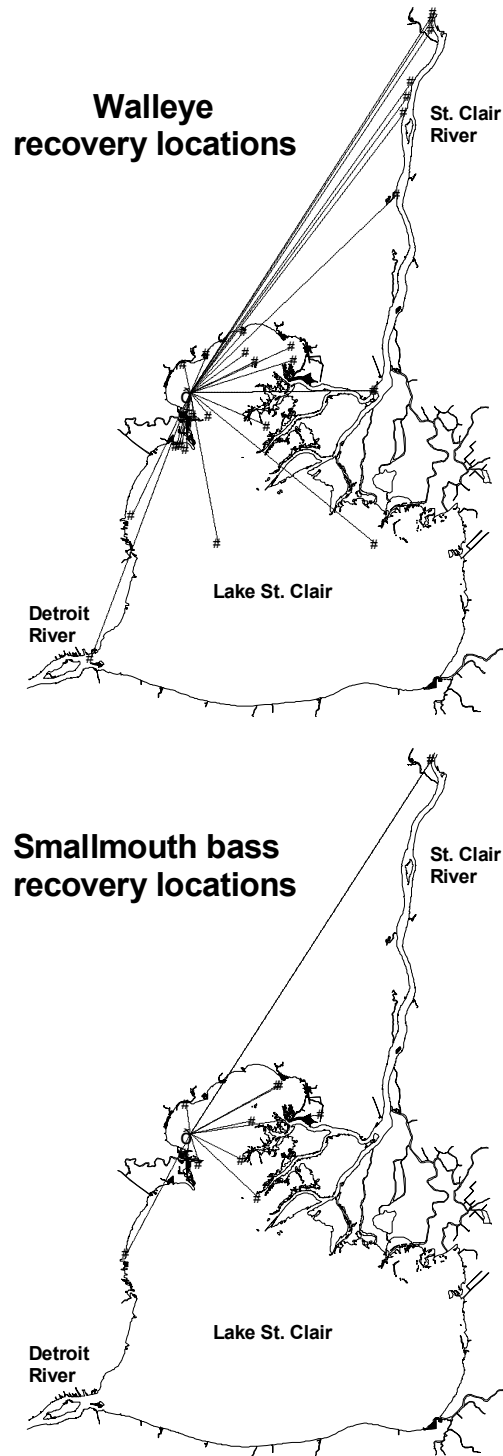 Walleye
recovery locations
St. Clair
River
Lake St. Clair
Detroit
River
Smallmouth bass
recovery locations
St. Clair
River
Lake St. Clair
Detroit
River